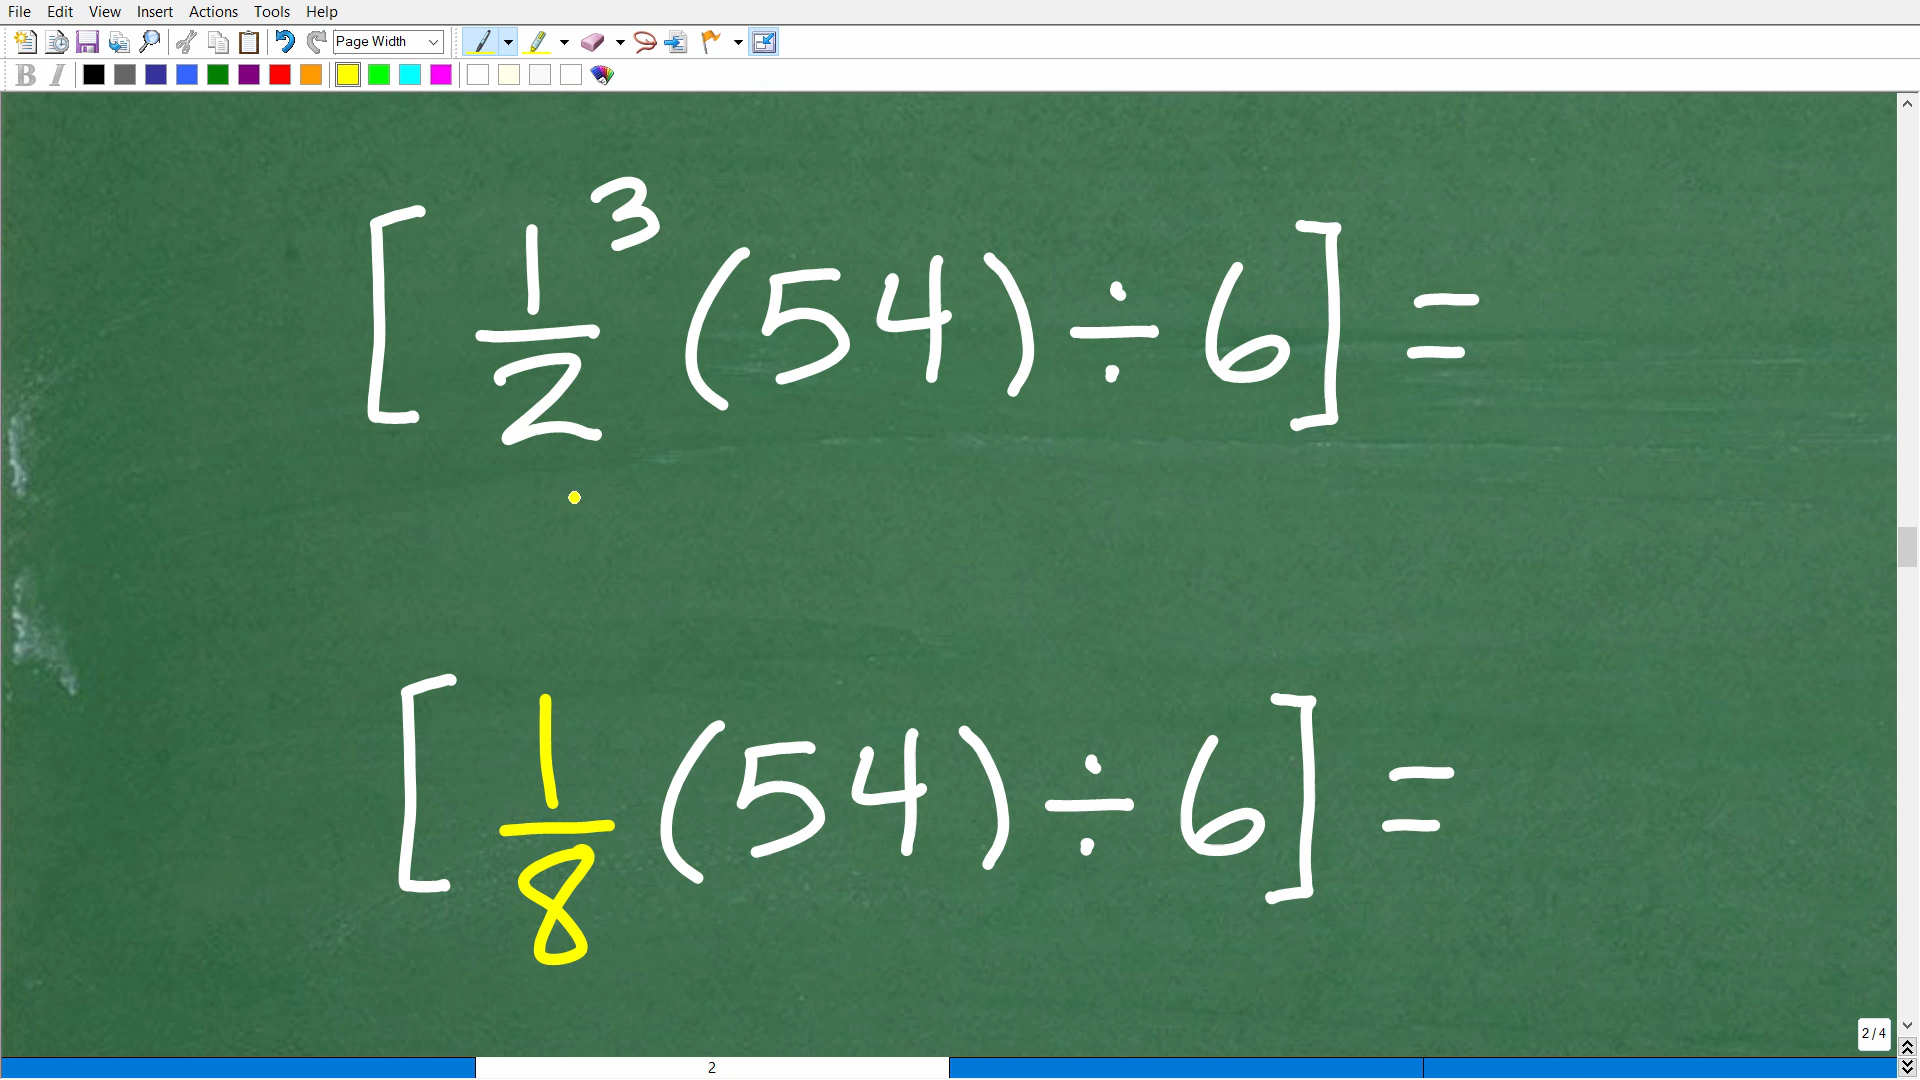 File Edit View Insert Actions Tools Help
Page Width
B I
[ 1/2 ³ (54) ÷ 6 ] =
[ 1/8 (54) ÷ 6 ] =
2 / 4
2